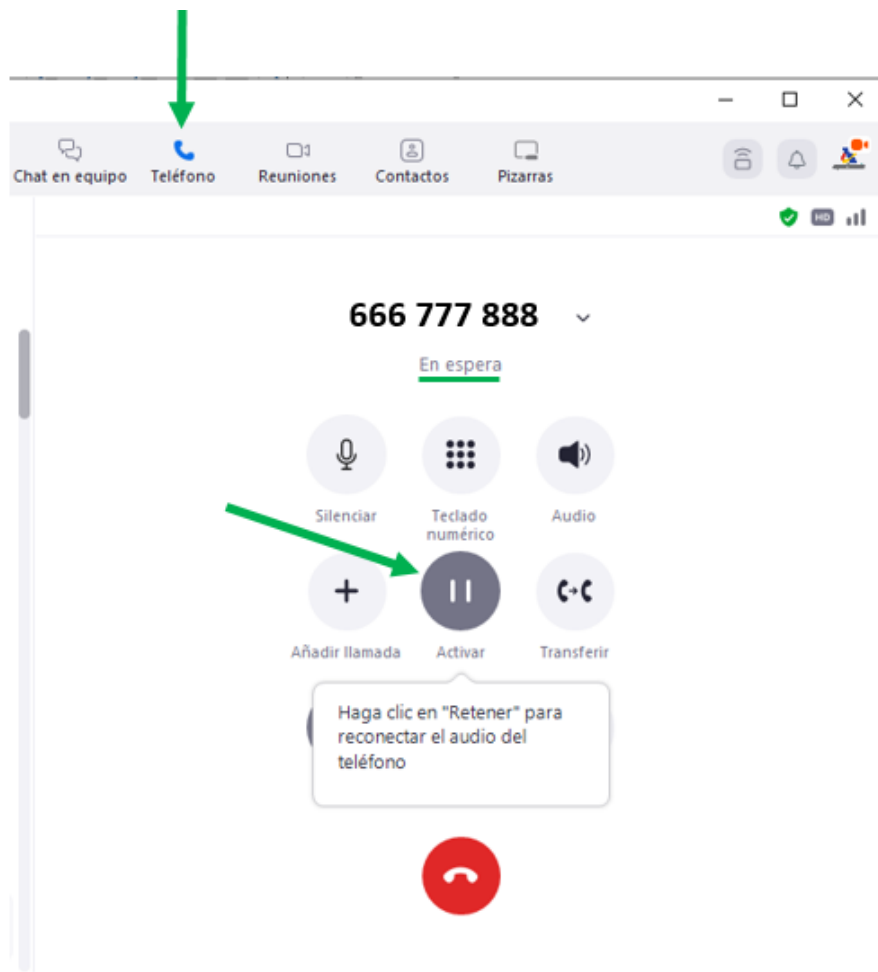 Chat en equipo Teléfono Reuniones Contactos Pizarras
HD
666 777 888
En espera
Silenciar Teclado numérico Audio
Añadir llamada Activar Transferir
Haga clic en "Retener" para
reconectar el audio del
teléfono